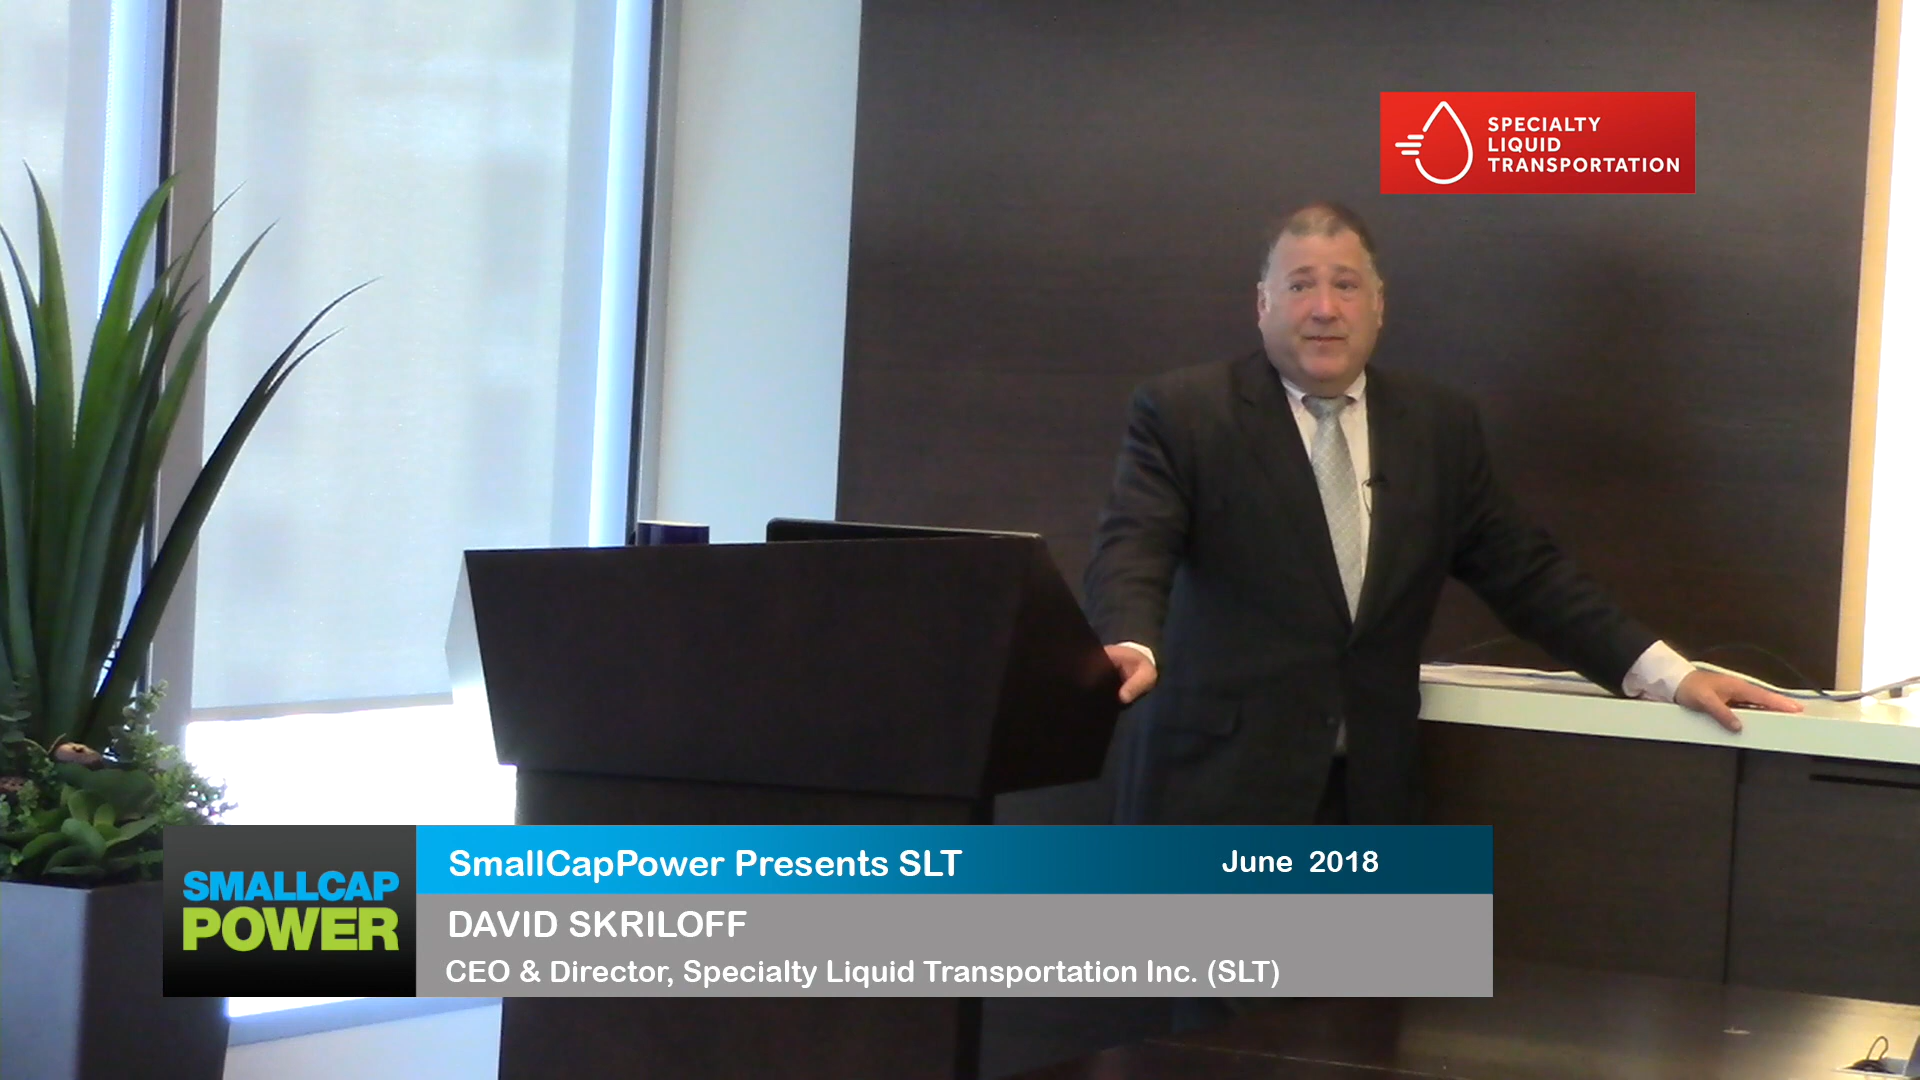 SPECIALTY
LIQUID
TRANSPORTATION
SmallCapPower Presents SLT June 2018
SMALLCAP
POWER
DAVID SKRILOFF
CEO & Director, Specialty Liquid Transportation Inc. (SLT)